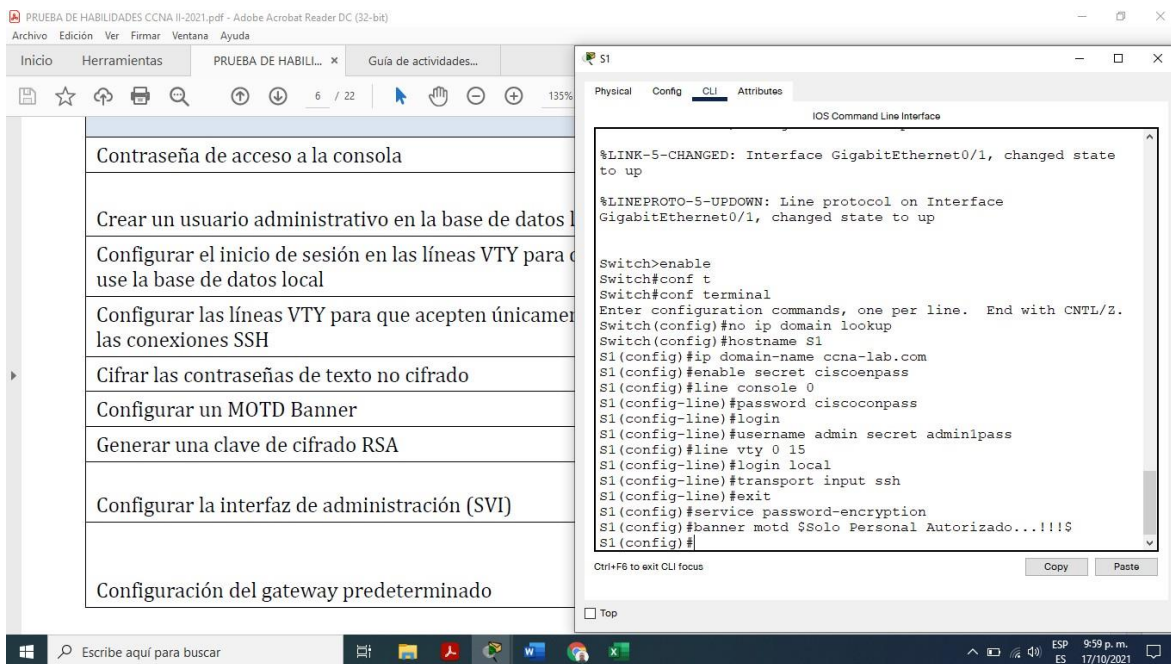 PRUEBA DE HABILIDADES CCNA II-2021.pdf - Adobe Acrobat Reader DC (32-bit)
Archivo Edición Ver Firmar Ventana Ayuda
Inicio Herramientas PRUEBA DE HABILI... × Guía de actividades...
6 / 22 135%
Contraseña de acceso a la consola
Crear un usuario administrativo en la base de datos
Configurar el inicio de sesión en las líneas VTY para
use la base de datos local
Configurar las líneas VTY para que acepten únicamen
las conexiones SSH
Cifrar las contraseñas de texto no cifrado
Configurar un MOTD Banner
Generar una clave de cifrado RSA
Configurar la interfaz de administración (SVI)
Configuración del gateway predeterminado
S1
Physical Config CLI Attributes
IOS Command Line Interface
%LINK-5-CHANGED: Interface GigabitEthernet0/1, changed state
to up
%LINEPROTO-5-UPDOWN: Line protocol on Interface
GigabitEthernet0/1, changed state to up
Switch>enable
Switch#conf t
Switch#conf terminal
Enter configuration commands, one per line. End with CNTL/Z.
Switch(config)#no ip domain lookup
Switch(config)#hostname S1
S1(config)#ip domain-name ccna-lab.com
S1(config)#enable secret ciscoenpass
S1(config)#line console 0
S1(config-line)#password ciscoconpass
S1(config-line)#login
S1(config-line)#username admin secret admin1pass
S1(config-line)#line vty 0 15
S1(config-line)#login local
S1(config-line)#transport input ssh
S1(config-line)#exit
S1(config)#service password-encryption
S1(config)#banner motd $Solo Personal Autorizado...!!!$
S1(config)#
Ctrl+F6 to exit CLI focus
Copy Paste
Top
Escribe aquí para buscar
ESP 9:59 p. m.
ES 17/10/2021